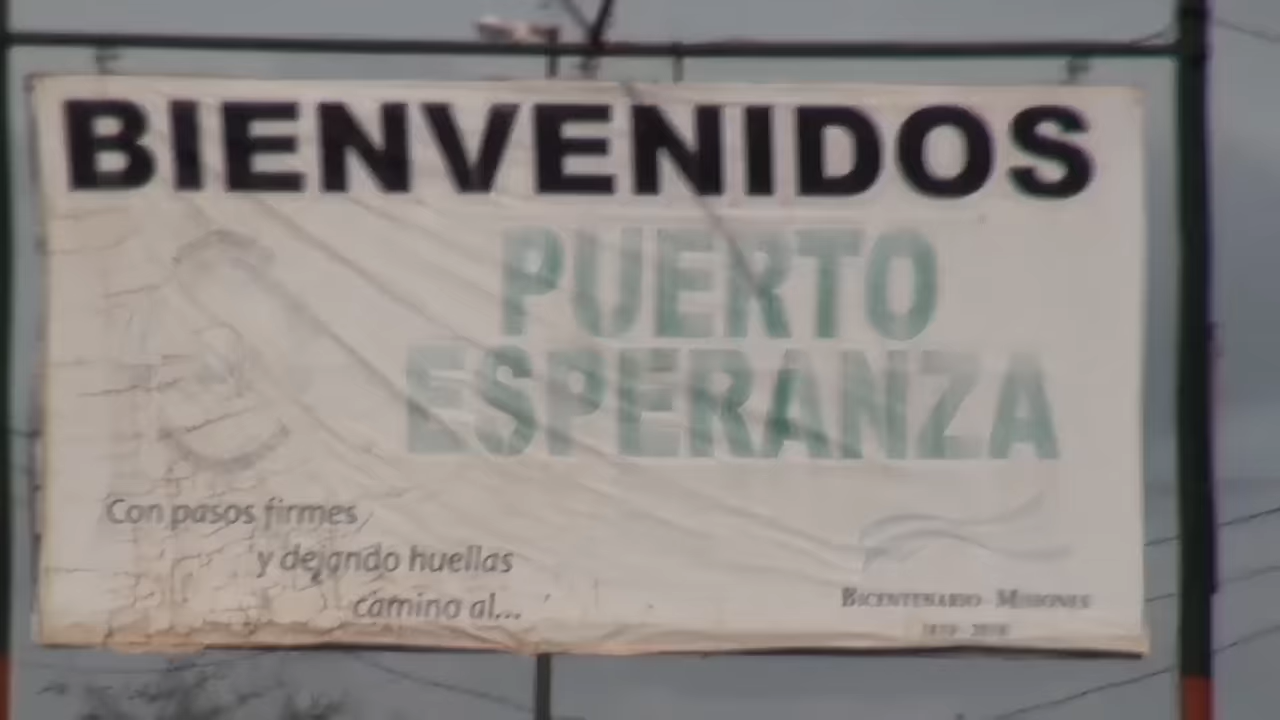 BIENVENIDOS
PUERTO
ESPERANZA
Con pasos firmes
y dejando huellas
camino al...
BICENTENARIO MISIONES